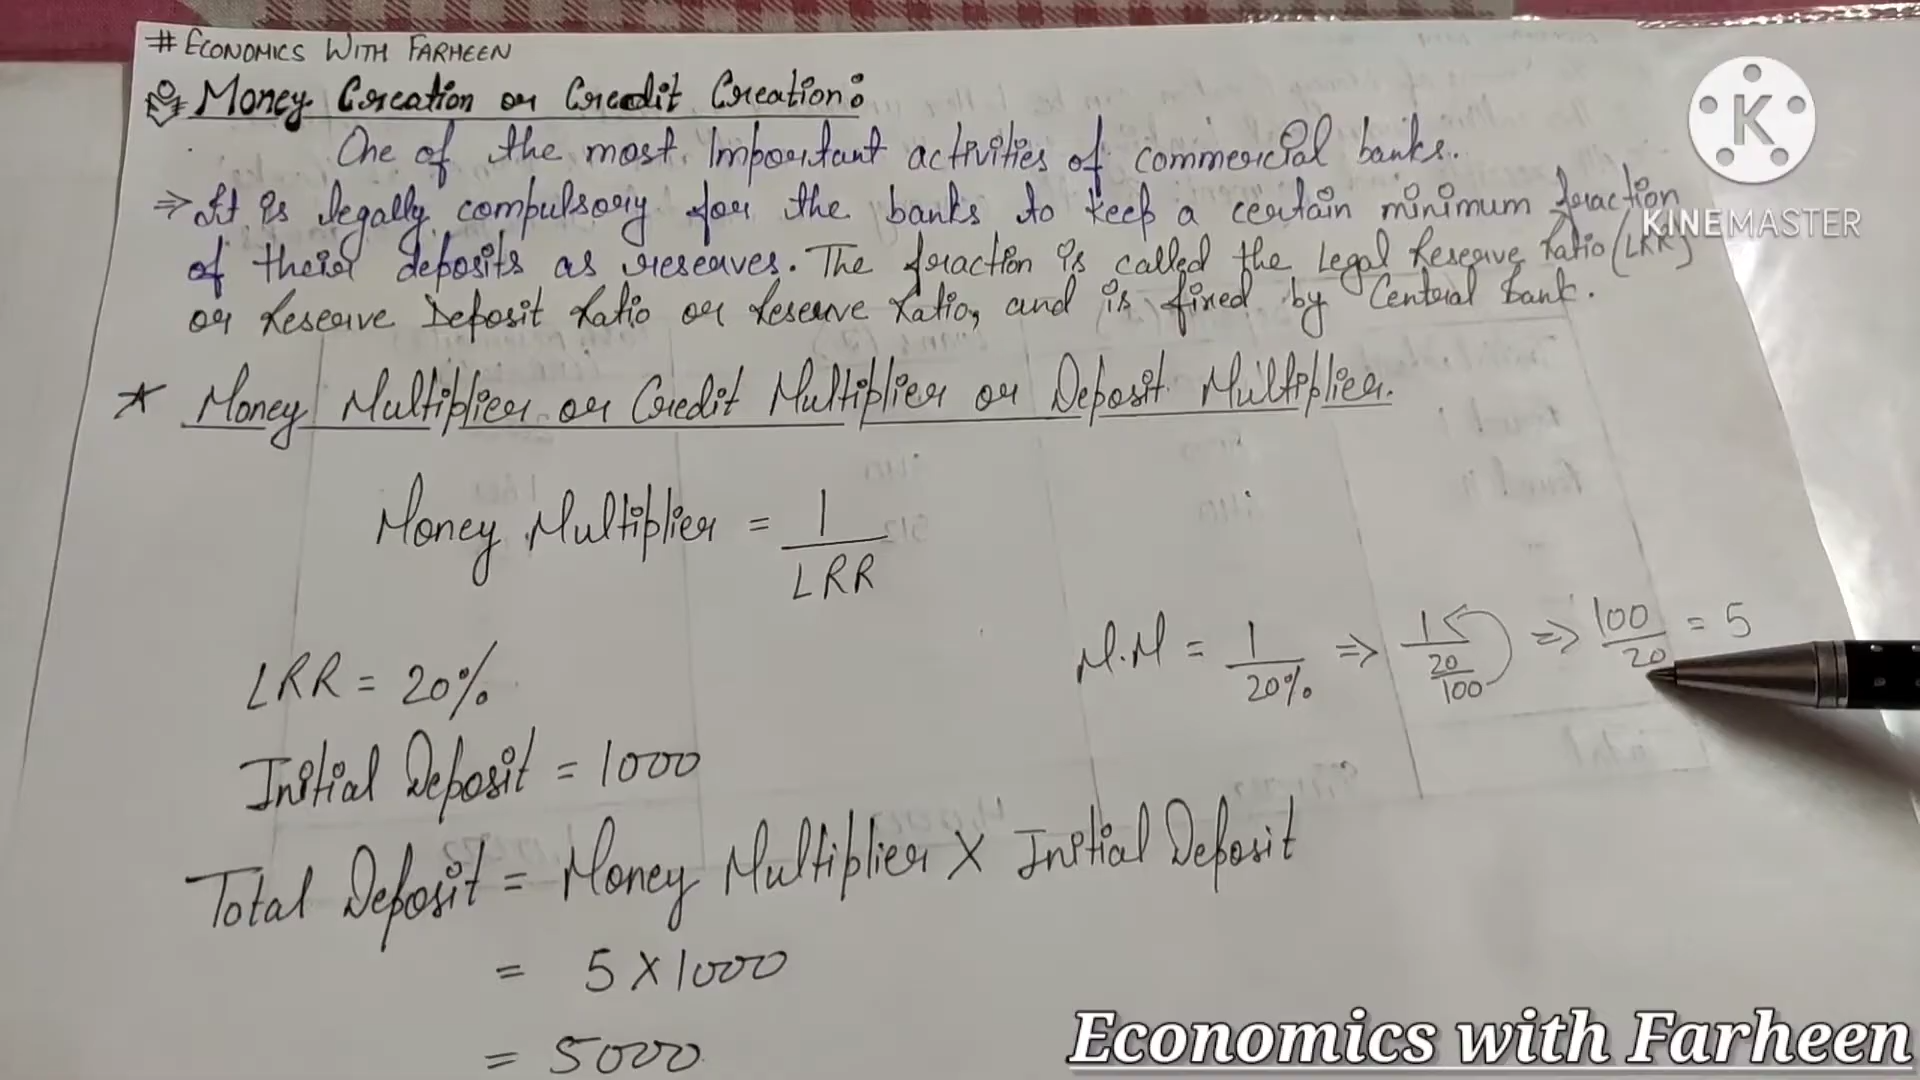 # ECONOMICS WITH FARHEEN
Money Creation or Credit Creation:
One of the most Important activities of commercial banks.
⇒ It is legally compulsory for the banks to keep a certain minimum fraction
of their deposits as reserves. The fraction is called the Legal Reserve Ratio (LRR)
or Reserve Deposit Ratio or Reserve Ratio, and is fixed by Central Bank.
K
KINEMASTER
* Money Multiplier or Credit Multiplier or Deposit Multiplier.
Money Multiplier = 1/LRR
M.M = 1/20% ⇒ 1/(20/100) ⇒ 100/20 = 5
LRR = 20%
Initial Deposit = 1000
Total Deposit = Money Multiplier X Initial Deposit
= 5 X 1000
= 5000
Economics with Farheen